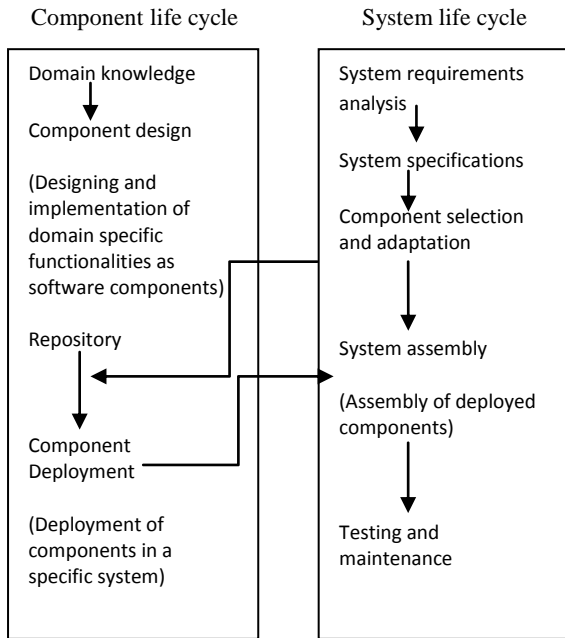 Component life cycle
System life cycle
Domain knowledge
Component design
(Designing and
implementation of
domain specific
functionalities as
software components)
Repository
Component
Deployment
(Deployment of
components in a
specific system)
System requirements
analysis
System specifications
Component selection
and adaptation
System assembly
(Assembly of deployed
components)
Testing and
maintenance